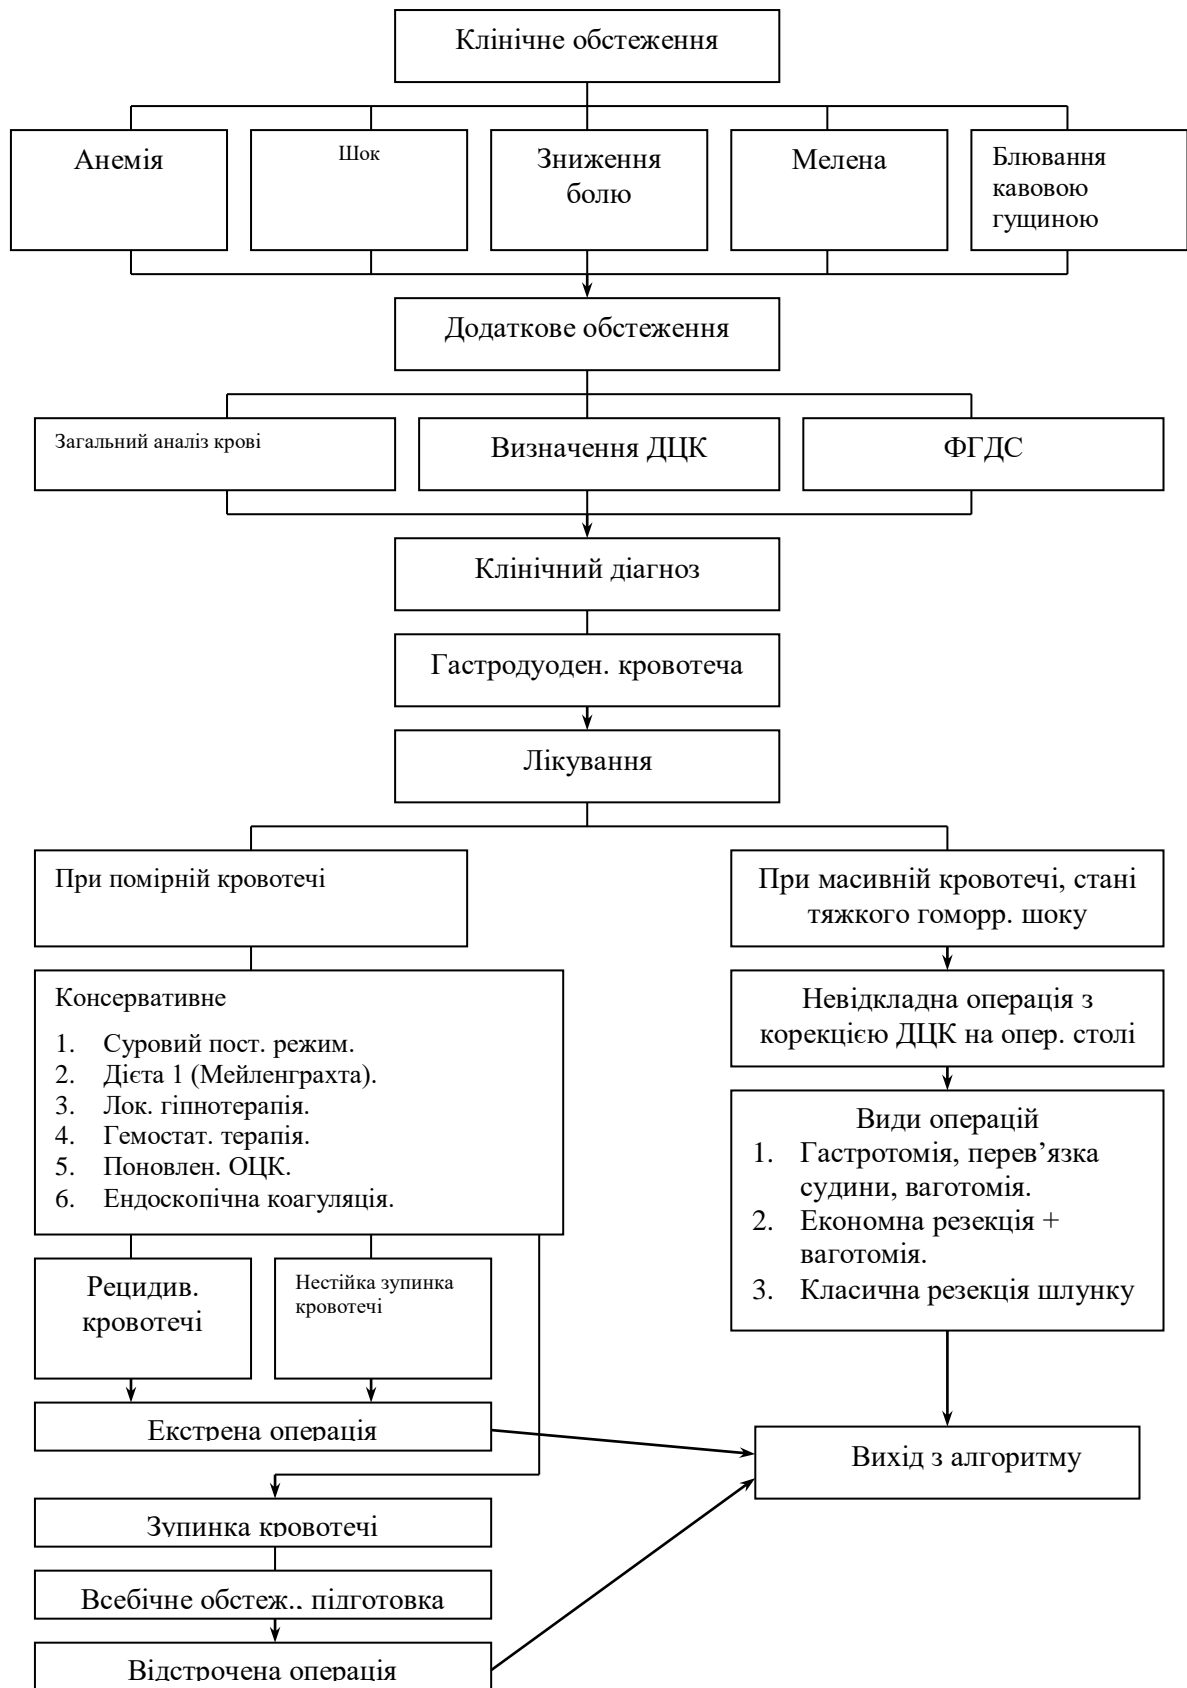 Клінічне обстеження
Анемія
Шок
Зниження
болю
Мелена
Блювання
кавовою
гущиною
Додаткове обстеження
Загальний аналіз крові
Визначення ДЦК
ФГДС
Клінічний діагноз
Гастродуоден. кровотеча
Лікування
При помірній кровотечі
Консервативне
1. Суровий пост. режим.
2. Дієта 1 (Мейленграхта).
3. Лок. гіпнотерапія.
4. Гемостат. терапія.
5. Поновлен. ОЦК.
6. Ендоскопічна коагуляція.
Рецидив.
кровотечі
Нестійка зупинка
кровотечі
Екстрена операція
Зупинка кровотечі
Всебічне обстеж.. підготовка
Відстрочена операція
При масивній кровотечі, стані
тяжкого гоморр. шоку
Невідкладна операція з
корекцією ДЦК на опер. столі
Види операцій
1. Гастротомія, перев’язка
судини, ваготомія.
2. Економна резекція +
ваготомія.
3. Класична резекція шлунку
Вихід з алгоритму